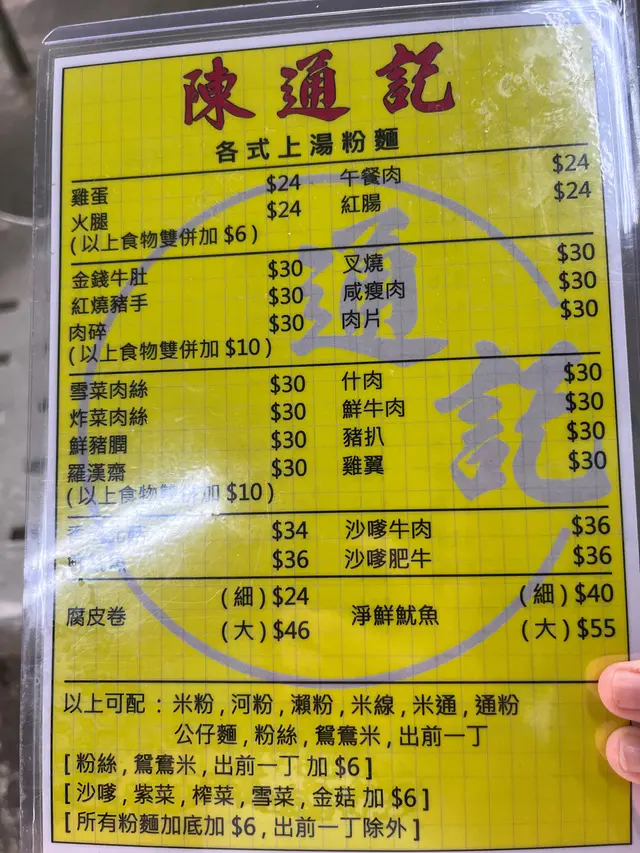 陳通記
各式上湯粉麵
雞蛋 $24 午餐肉 $24
火腿 $24 紅腸 $24
(以上食物雙併加 $6)
金錢牛肚 $30 叉燒 $30
紅燒豬手 $30 咸瘦肉 $30
肉碎 $30 肉片 $30
(以上食物雙併加 $10)
雪菜肉絲 $30 什肉 $30
炸菜肉絲 $30 鮮牛肉 $30
鮮豬膶 $30 豬扒 $30
羅漢齋 $30 雞翼 $30
(以上食物雙併加 $10)
$34 沙嗲牛肉 $36
$36 沙嗲肥牛 $36
腐皮卷 (細) $24 淨鮮魷魚 (細) $40
(大) $46 (大) $55
以上可配 : 米粉 , 河粉 , 瀨粉 , 米線 , 米通 , 通粉
公仔麵 , 粉絲 , 鴛鴦米 , 出前一丁
[ 粉絲 , 鴛鴦米 , 出前一丁 加 $6 ]
[ 沙嗲 , 紫菜 , 榨菜 , 雪菜 , 金菇 加 $6 ]
[ 所有粉麵加底加 $6 , 出前一丁除外 ]
通記